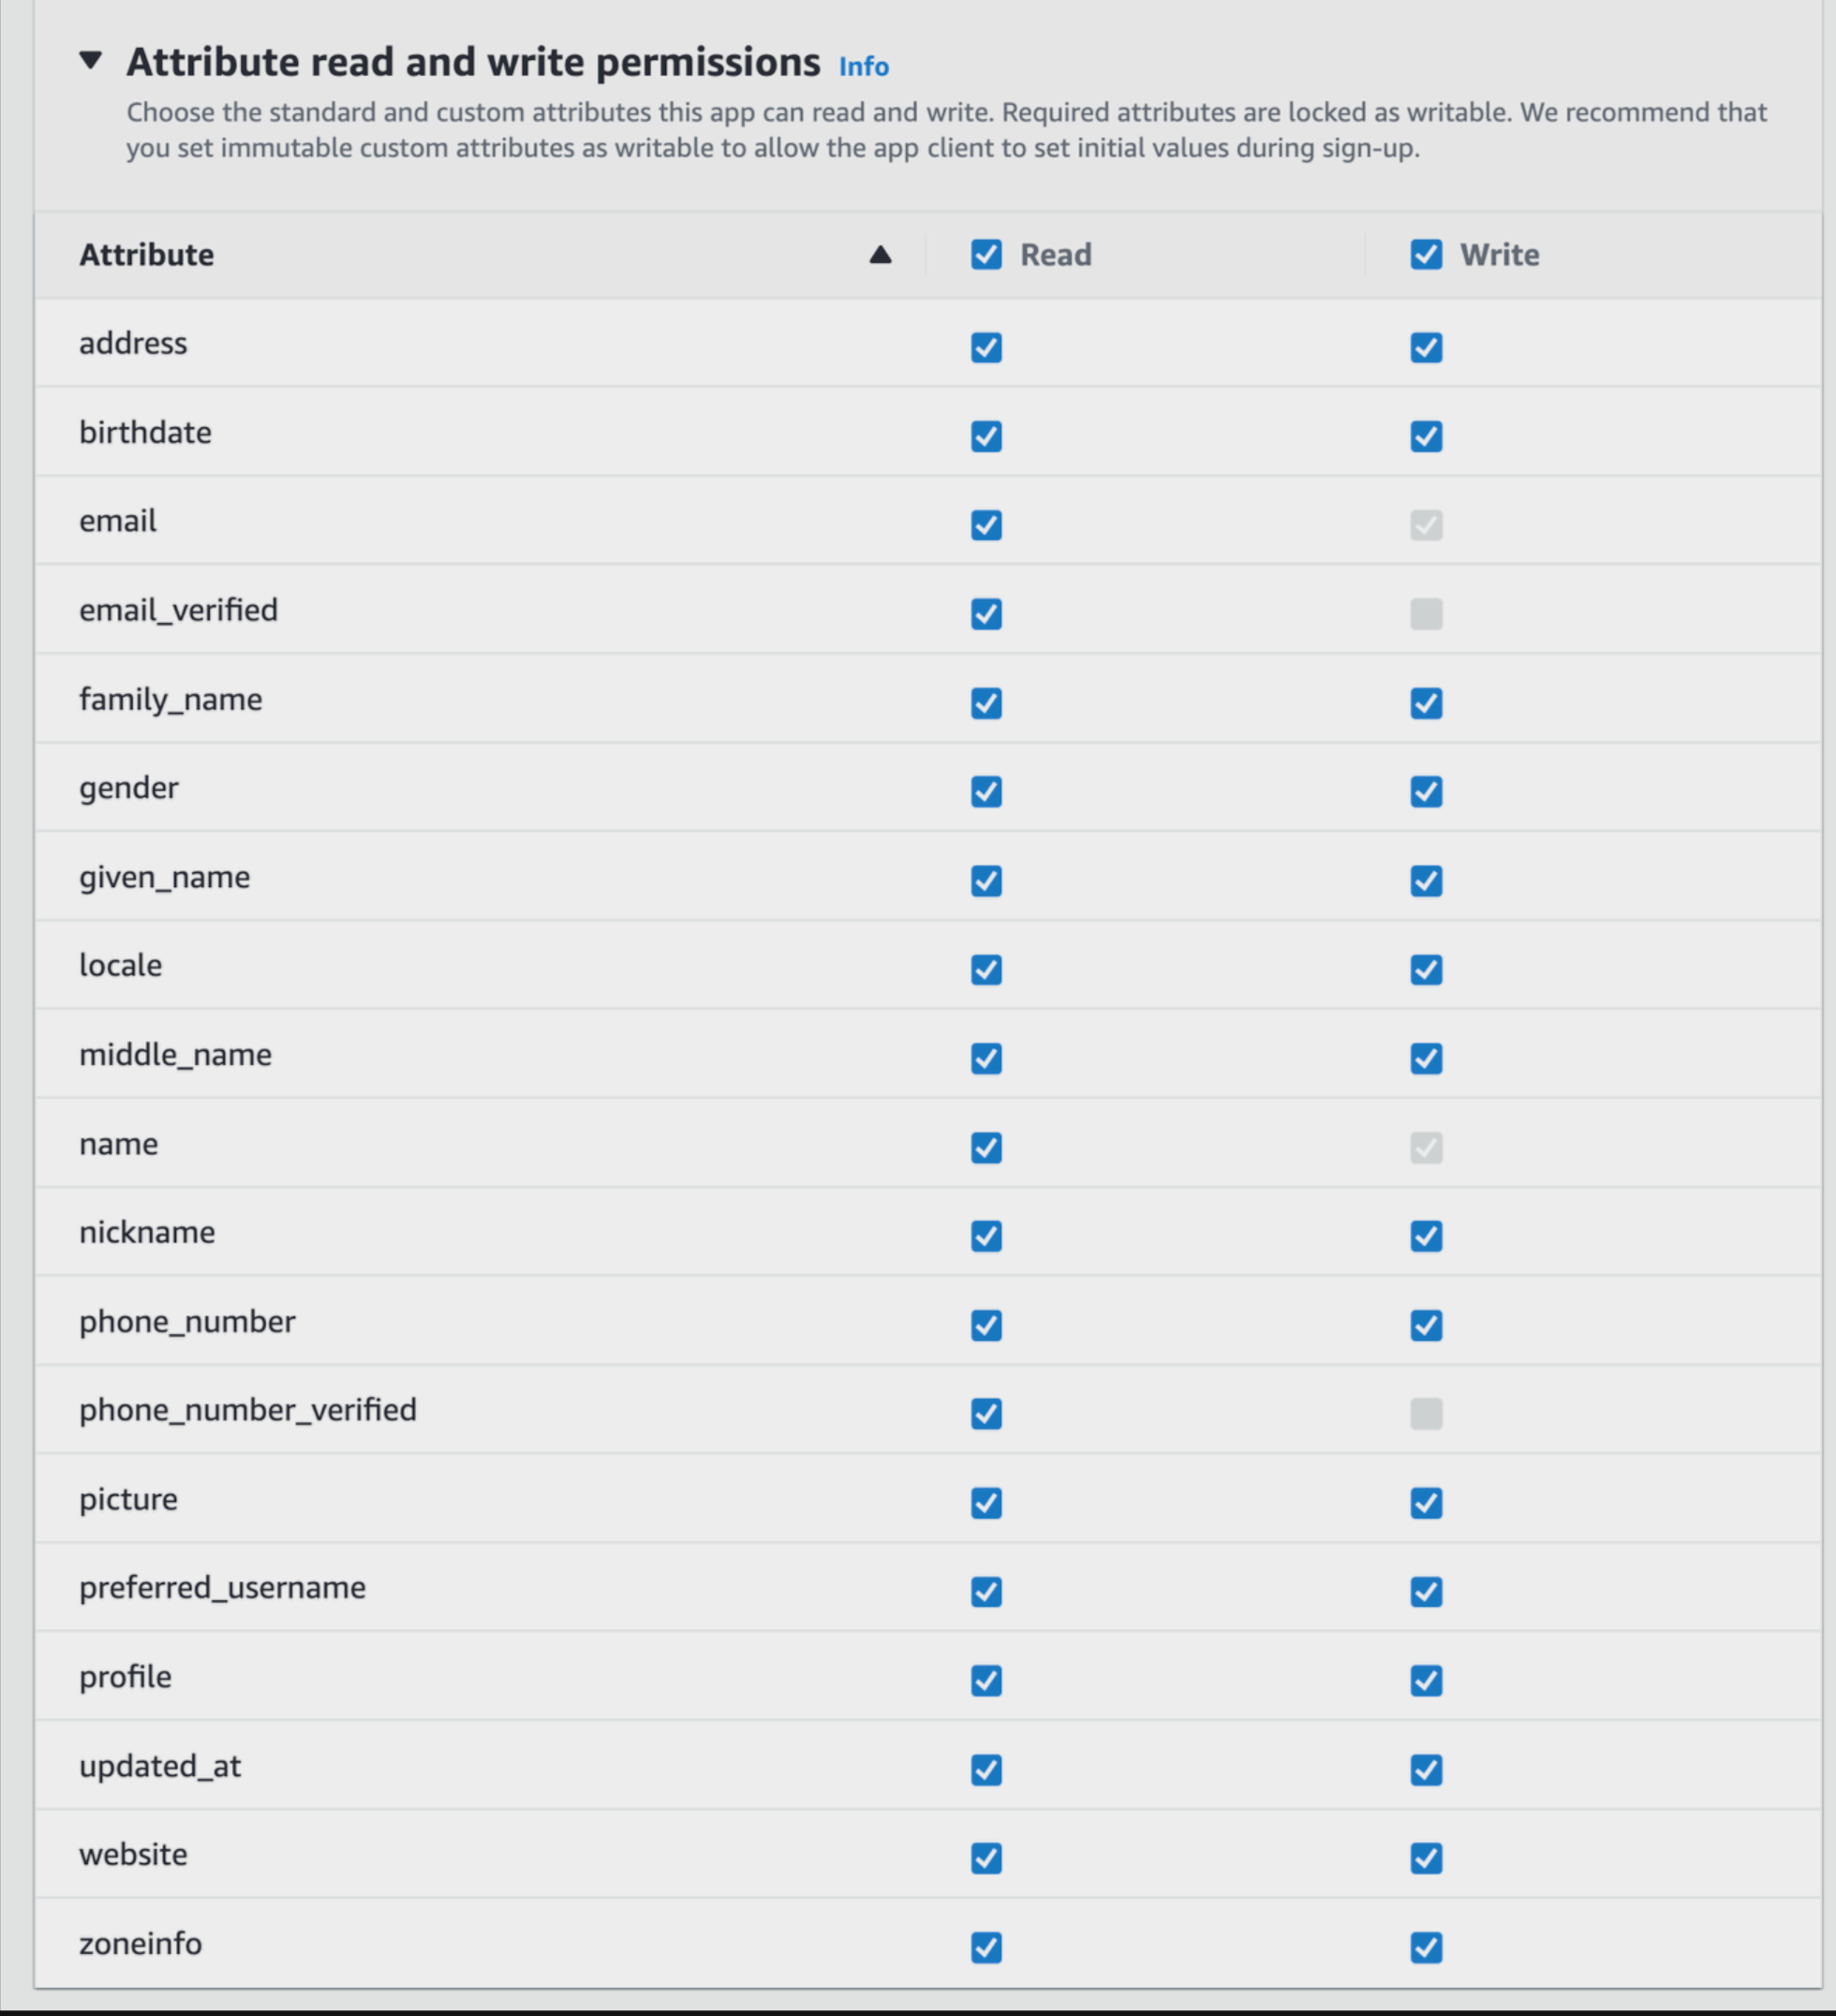 Attribute read and write permissions Info
Choose the standard and custom attributes this app can read and write. Required attributes are locked as writable. We recommend that
you set immutable custom attributes as writable to allow the app client to set initial values during sign-up.
Attribute Read Write
address
birthdate
email
email_verified
family_name
gender
given_name
locale
middle_name
name
nickname
phone_number
phone_number_verified
picture
preferred_username
profile
updated_at
website
zoneinfo